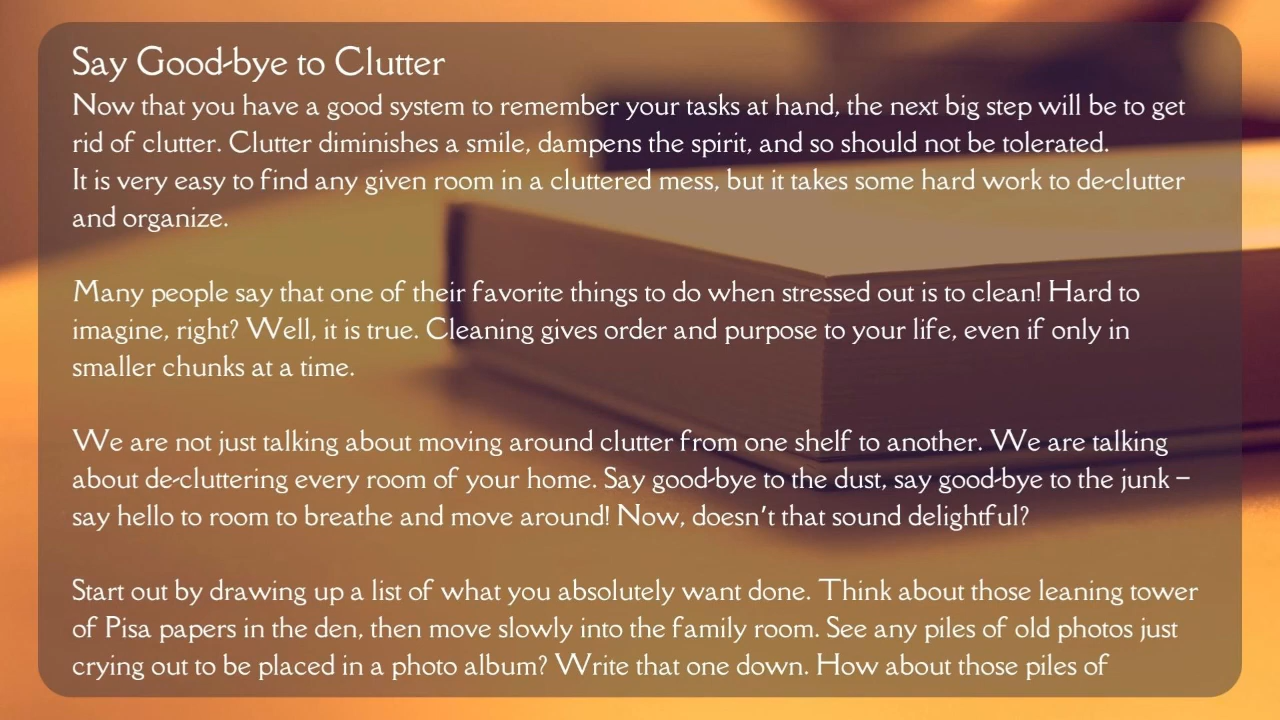 Say Good-bye to Clutter
Now that you have a good system to remember your tasks at hand, the next big step will be to get
rid of clutter. Clutter diminishes a smile, dampens the spirit, and so should not be tolerated.
It is very easy to find any given room in a cluttered mess, but it takes some hard work to de-clutter
and organize.
Many people say that one of their favorite things to do when stressed out is to clean! Hard to
imagine, right? Well, it is true. Cleaning gives order and purpose to your life, even if only in
smaller chunks at a time.
We are not just talking about moving around clutter from one shelf to another. We are talking
about de-cluttering every room of your home. Say good-bye to the dust, say good-bye to the junk –
say hello to room to breathe and move around! Now, doesn't that sound delightful?
Start out by drawing up a list of what you absolutely want done. Think about those leaning tower
of Pisa papers in the den, then move slowly into the family room. See any piles of old photos just
crying out to be placed in a photo album? Write that one down. How about those piles of